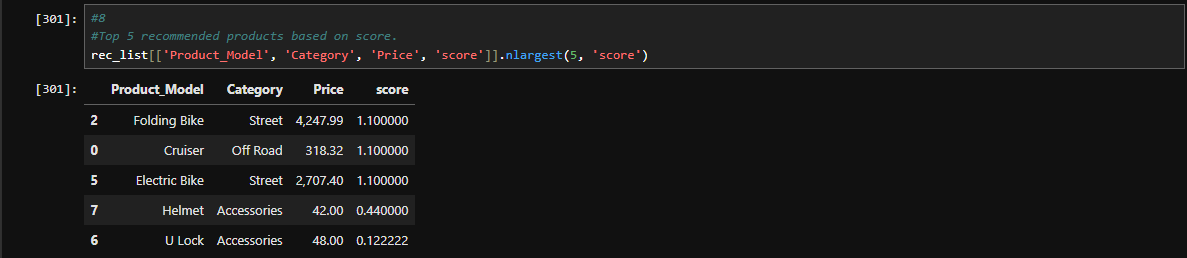 [301]: #8
#Top 5 recommended products based on score.
rec_list[['Product_Model', 'Category', 'Price', 'score']].nlargest(5, 'score')
[301]: Product_Model Category Price score
2 Folding Bike Street 4,247.99 1.100000
0 Cruiser Off Road 318.32 1.100000
5 Electric Bike Street 2,707.40 1.100000
7 Helmet Accessories 42.00 0.440000
6 U Lock Accessories 48.00 0.122222